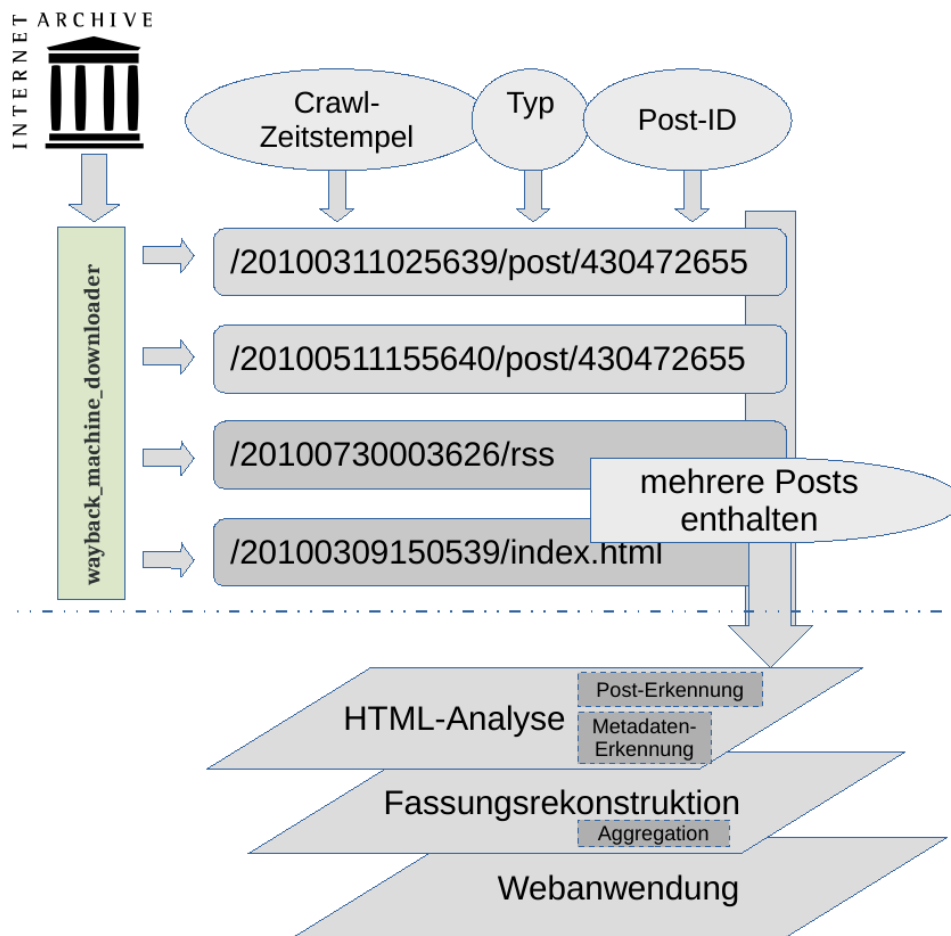 INTERNET
ARCHIVE
Crawl-
Zeitstempel
Typ
Post-ID
wayback_machine_downloader
/20100311025639/post/430472655
/20100511155640/post/430472655
/20100730003626/rss
mehrere Posts
enthalten
/20100309150539/index.html
HTML-Analyse
Post-Erkennung
Metadaten-
Erkennung
Fassungsrekonstruktion
Aggregation
Webanwendung